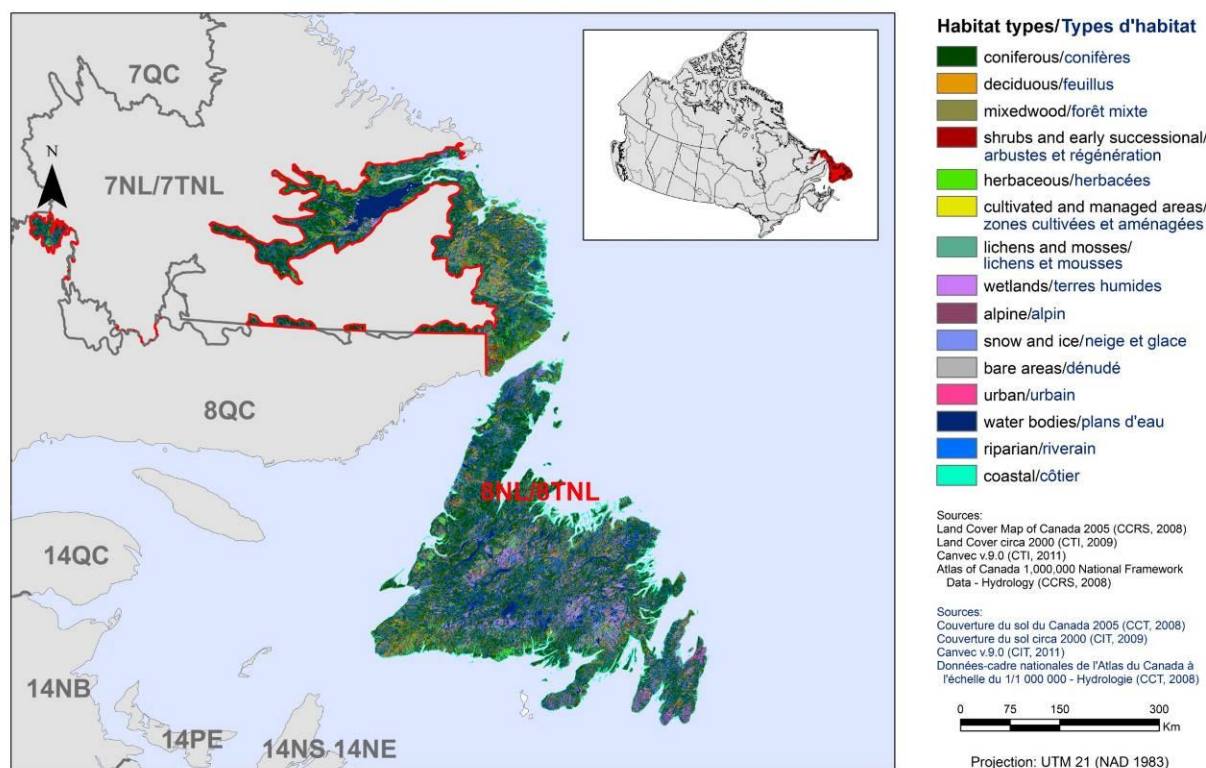 7QC
N
7NL/7TNL
8QC
8NL/8TNL
14QC
14NB
14PE
14NS 14NE
Habitat types/Types d'habitat
coniferous/conifères
deciduous/feuillus
mixedwood/forêt mixte
shrubs and early successional/
arbustes et régénération
herbaceous/herbacées
cultivated and managed areas/
zones cultivées et aménagées
lichens and mosses/
lichens et mousses
wetlands/terres humides
alpine/alpin
snow and ice/neige et glace
bare areas/dénudé
urban/urbain
water bodies/plans d'eau
riparian/riverain
coastal/côtier
Sources:
Land Cover Map of Canada 2005 (CCRS, 2008)
Land Cover circa 2000 (CTI, 2009)
Canvec v.9.0 (CTI, 2011)
Atlas of Canada 1,000,000 National Framework
Data - Hydrology (CCRS, 2008)
Sources:
Couverture du sol du Canada 2005 (CCT, 2008)
Couverture du sol circa 2000 (CIT, 2009)
Canvec v.9.0 (CIT, 2011)
Données-cadre nationales de l'Atlas du Canada à
l'échelle du 1/1 000 000 - Hydrologie (CCT, 2008)
0 75 150 300
Km
Projection: UTM 21 (NAD 1983)